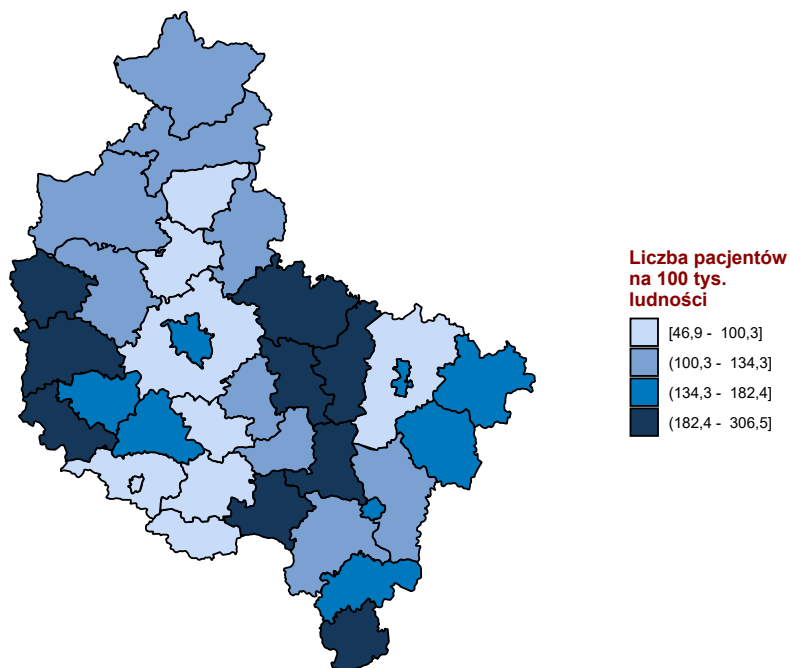 Liczba pacjentów
na 100 tys.
ludności
[46,9 - 100,3]
(100,3 - 134,3]
(134,3 - 182,4]
(182,4 - 306,5]